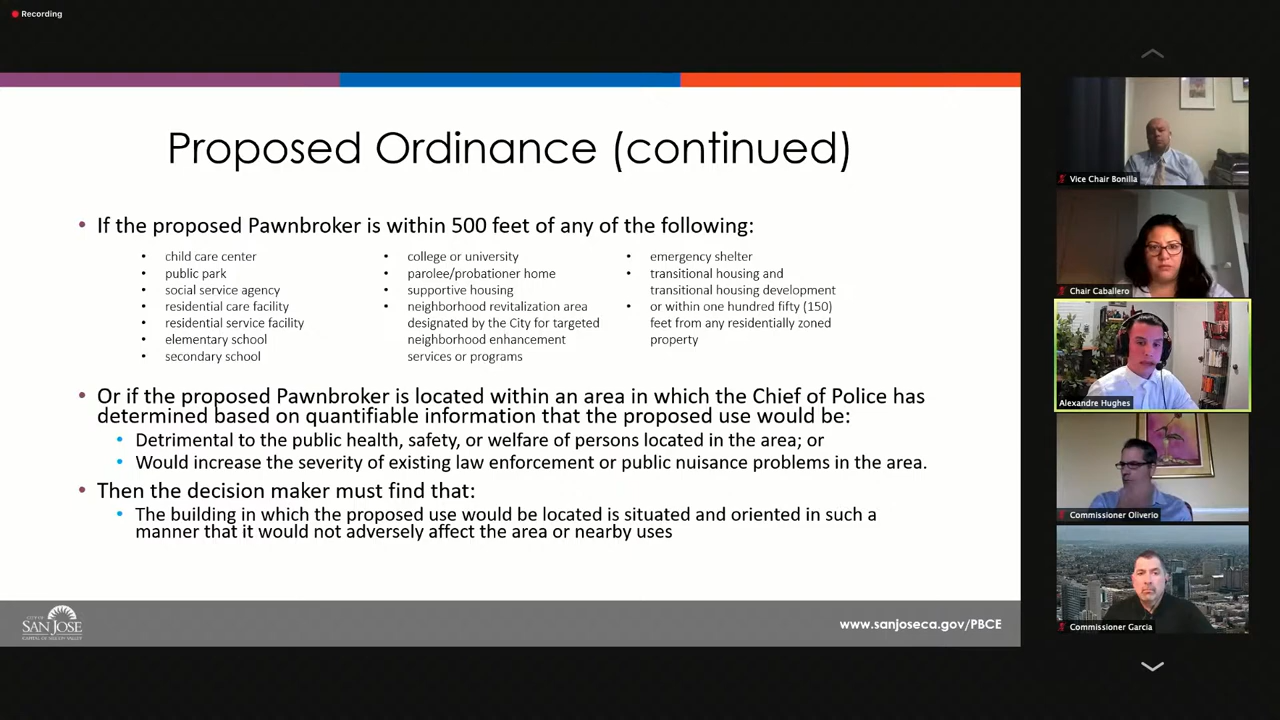 Recording
Proposed Ordinance (continued)
• If the proposed Pawnbroker is within 500 feet of any of the following:
• child care center
• public park
• social service agency
• residential care facility
• residential service facility
• elementary school
• secondary school
• college or university
• parolee/probationer home
• supportive housing
• neighborhood revitalization area
designated by the City for targeted
neighborhood enhancement
services or programs
• emergency shelter
• transitional housing and
transitional housing development
• or within one hundred fifty (150)
feet from any residentially zoned
property
• Or if the proposed Pawnbroker is located within an area in which the Chief of Police has
determined based on quantifiable information that the proposed use would be:
• Detrimental to the public health, safety, or welfare of persons located in the area; or
• Would increase the severity of existing law enforcement or public nuisance problems in the area.
• Then the decision maker must find that:
• The building in which the proposed use would be located is situated and oriented in such a
manner that it would not adversely affect the area or nearby uses
CITY OF
SAN JOSE
CAPITAL OF SILICON VALLEY
www.sanjoseca.gov/PBCE
Vice Chair Bonilla
Chair Caballero
Alexandre Hughes
Commissioner Oliverio
Commissioner Garcia